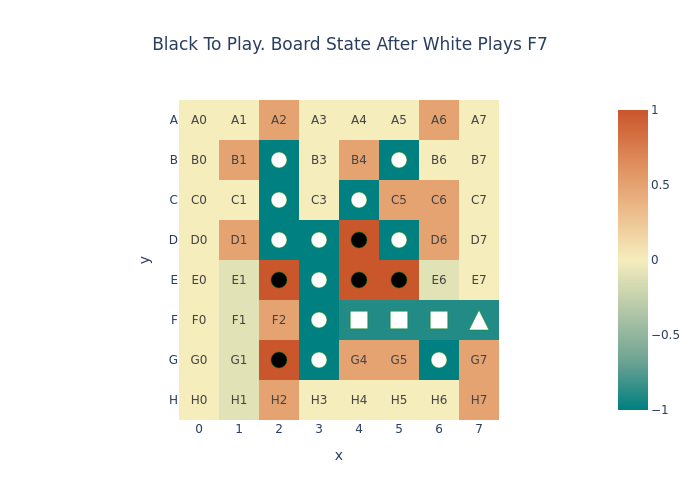 Black To Play. Board State After White Plays F7
A A0 A1 A2 A3 A4 A5 A6 A7
B B0 B1 B3 B4 B6 B7
C C0 C1 C3 C5 C6 C7
D D0 D1 D6 D7
E E0 E1 E6 E7
F F0 F1 F2
G G0 G1 G4 G5 G7
H H0 H1 H2 H3 H4 H5 H6 H7
0 1 2 3 4 5 6 7
x
y
1
0.5
0
−0.5
−1